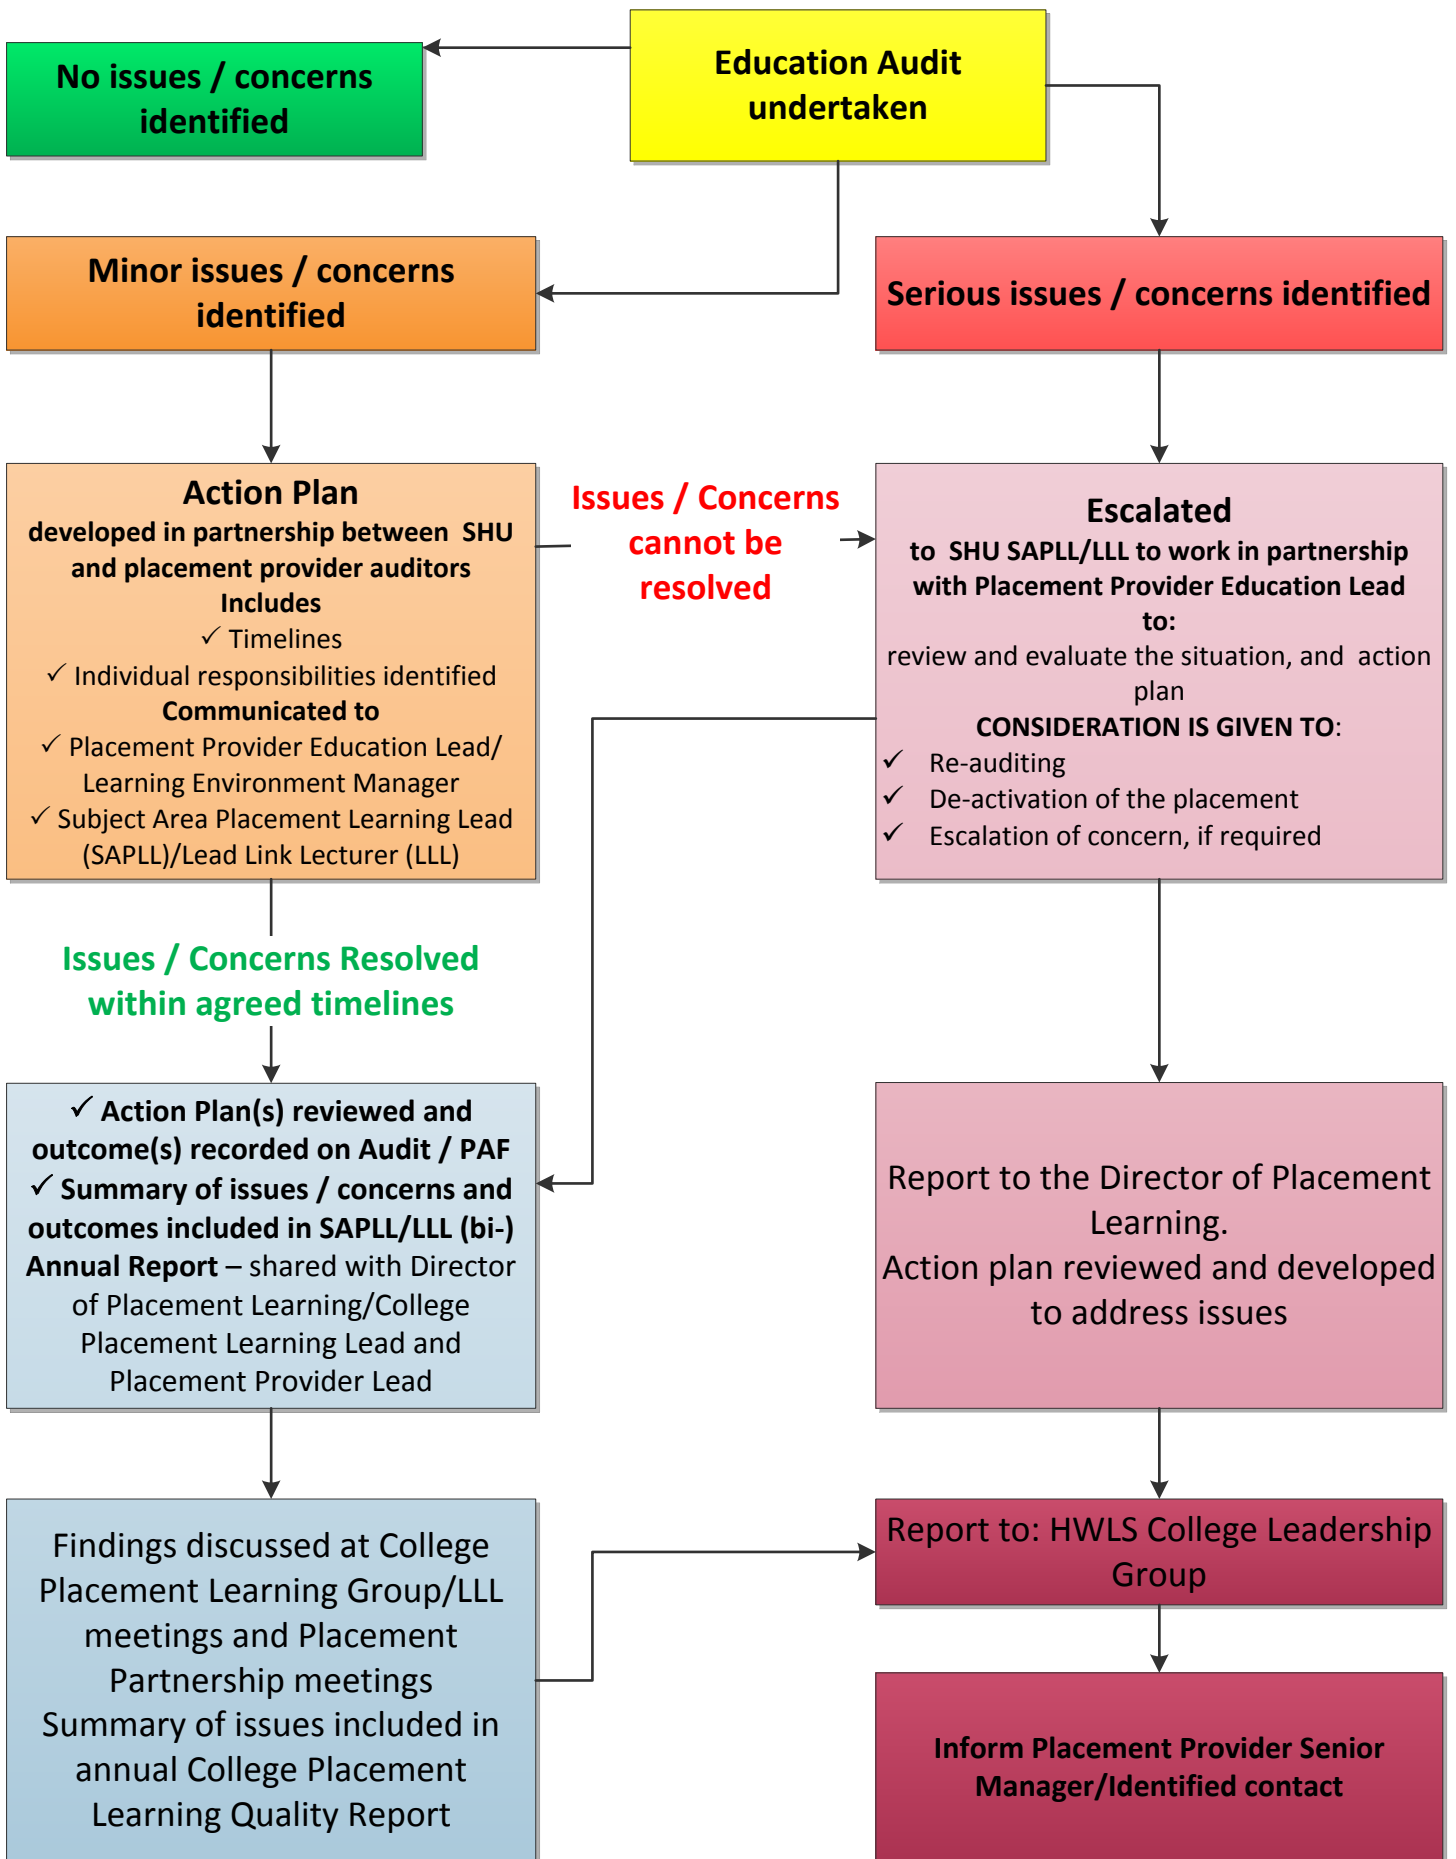 No issues / concerns
identified
Education Audit
undertaken
Minor issues / concerns
identified
Serious issues / concerns identified
Action Plan
developed in partnership between SHU
and placement provider auditors
Includes
✓ Timelines
✓ Individual responsibilities identified
Communicated to
✓ Placement Provider Education Lead/
Learning Environment Manager
✓ Subject Area Placement Learning Lead
(SAPLL)/Lead Link Lecturer (LLL)
Issues / Concerns
cannot be
resolved
Escalated
to SHU SAPLL/LLL to work in partnership
with Placement Provider Education Lead
to:
review and evaluate the situation, and action
plan
CONSIDERATION IS GIVEN TO:
✓ Re-auditing
✓ De-activation of the placement
✓ Escalation of concern, if required
Issues / Concerns Resolved
within agreed timelines
✓ Action Plan(s) reviewed and
outcome(s) recorded on Audit / PAF
✓ Summary of issues / concerns and
outcomes included in SAPLL/LLL (bi-)
Annual Report – shared with Director
of Placement Learning/College
Placement Learning Lead and
Placement Provider Lead
Report to the Director of Placement
Learning.
Action plan reviewed and developed
to address issues
Findings discussed at College
Placement Learning Group/LLL
meetings and Placement
Partnership meetings
Summary of issues included in
annual College Placement
Learning Quality Report
Report to: HWLS College Leadership
Group
Inform Placement Provider Senior
Manager/Identified contact